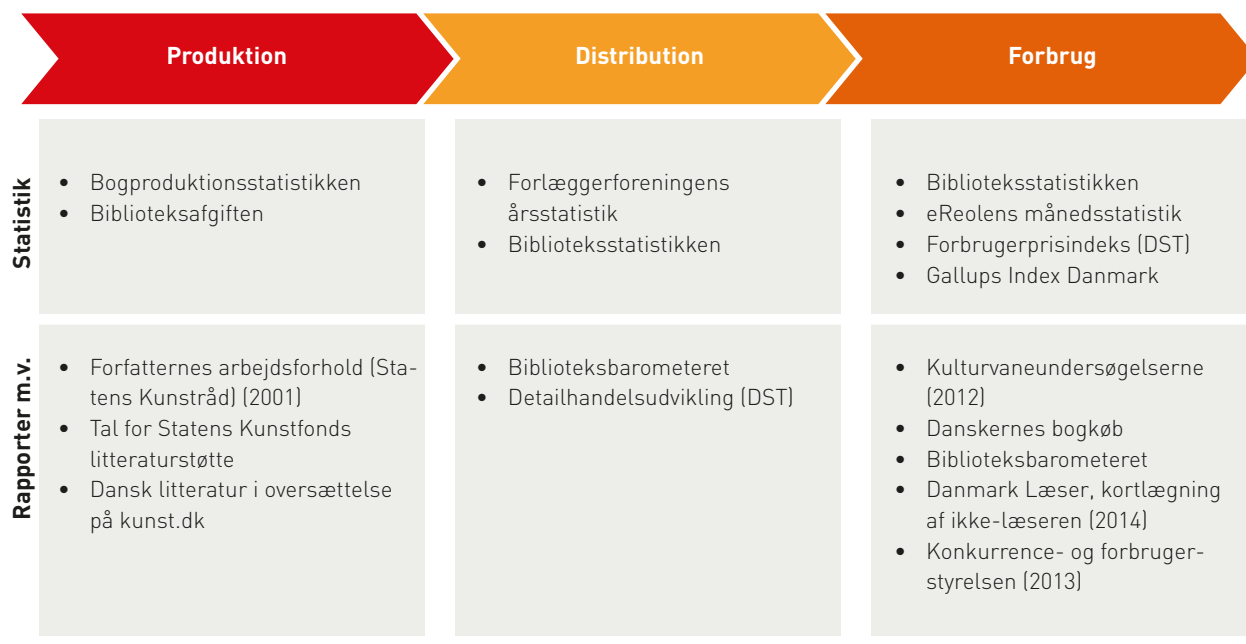 Produktion
Distribution
Forbrug
Statistik
• Bogproduktionsstatistikken
• Biblioteksafgiften
• Forlæggerforeningens
årsstatistik
• Biblioteksstatistikken
• Biblioteksstatistikken
• eReolens månedsstatistik
• Forbrugerprisindeks (DST)
• Gallups Index Danmark
Rapporter m.v.
• Forfatternes arbejdsforhold (Sta-
tens Kunstråd) (2001)
• Tal for Statens Kunstfonds
litteraturstøtte
• Dansk litteratur i oversættelse
på kunst.dk
• Biblioteksbarometeret
• Detailhandelsudvikling (DST)
• Kulturvaneundersøgelserne
(2012)
• Danskernes bogkøb
• Biblioteksbarometeret
• Danmark Læser, kortlægning
af ikke-læseren (2014)
• Konkurrence- og forbruger-
styrelsen (2013)